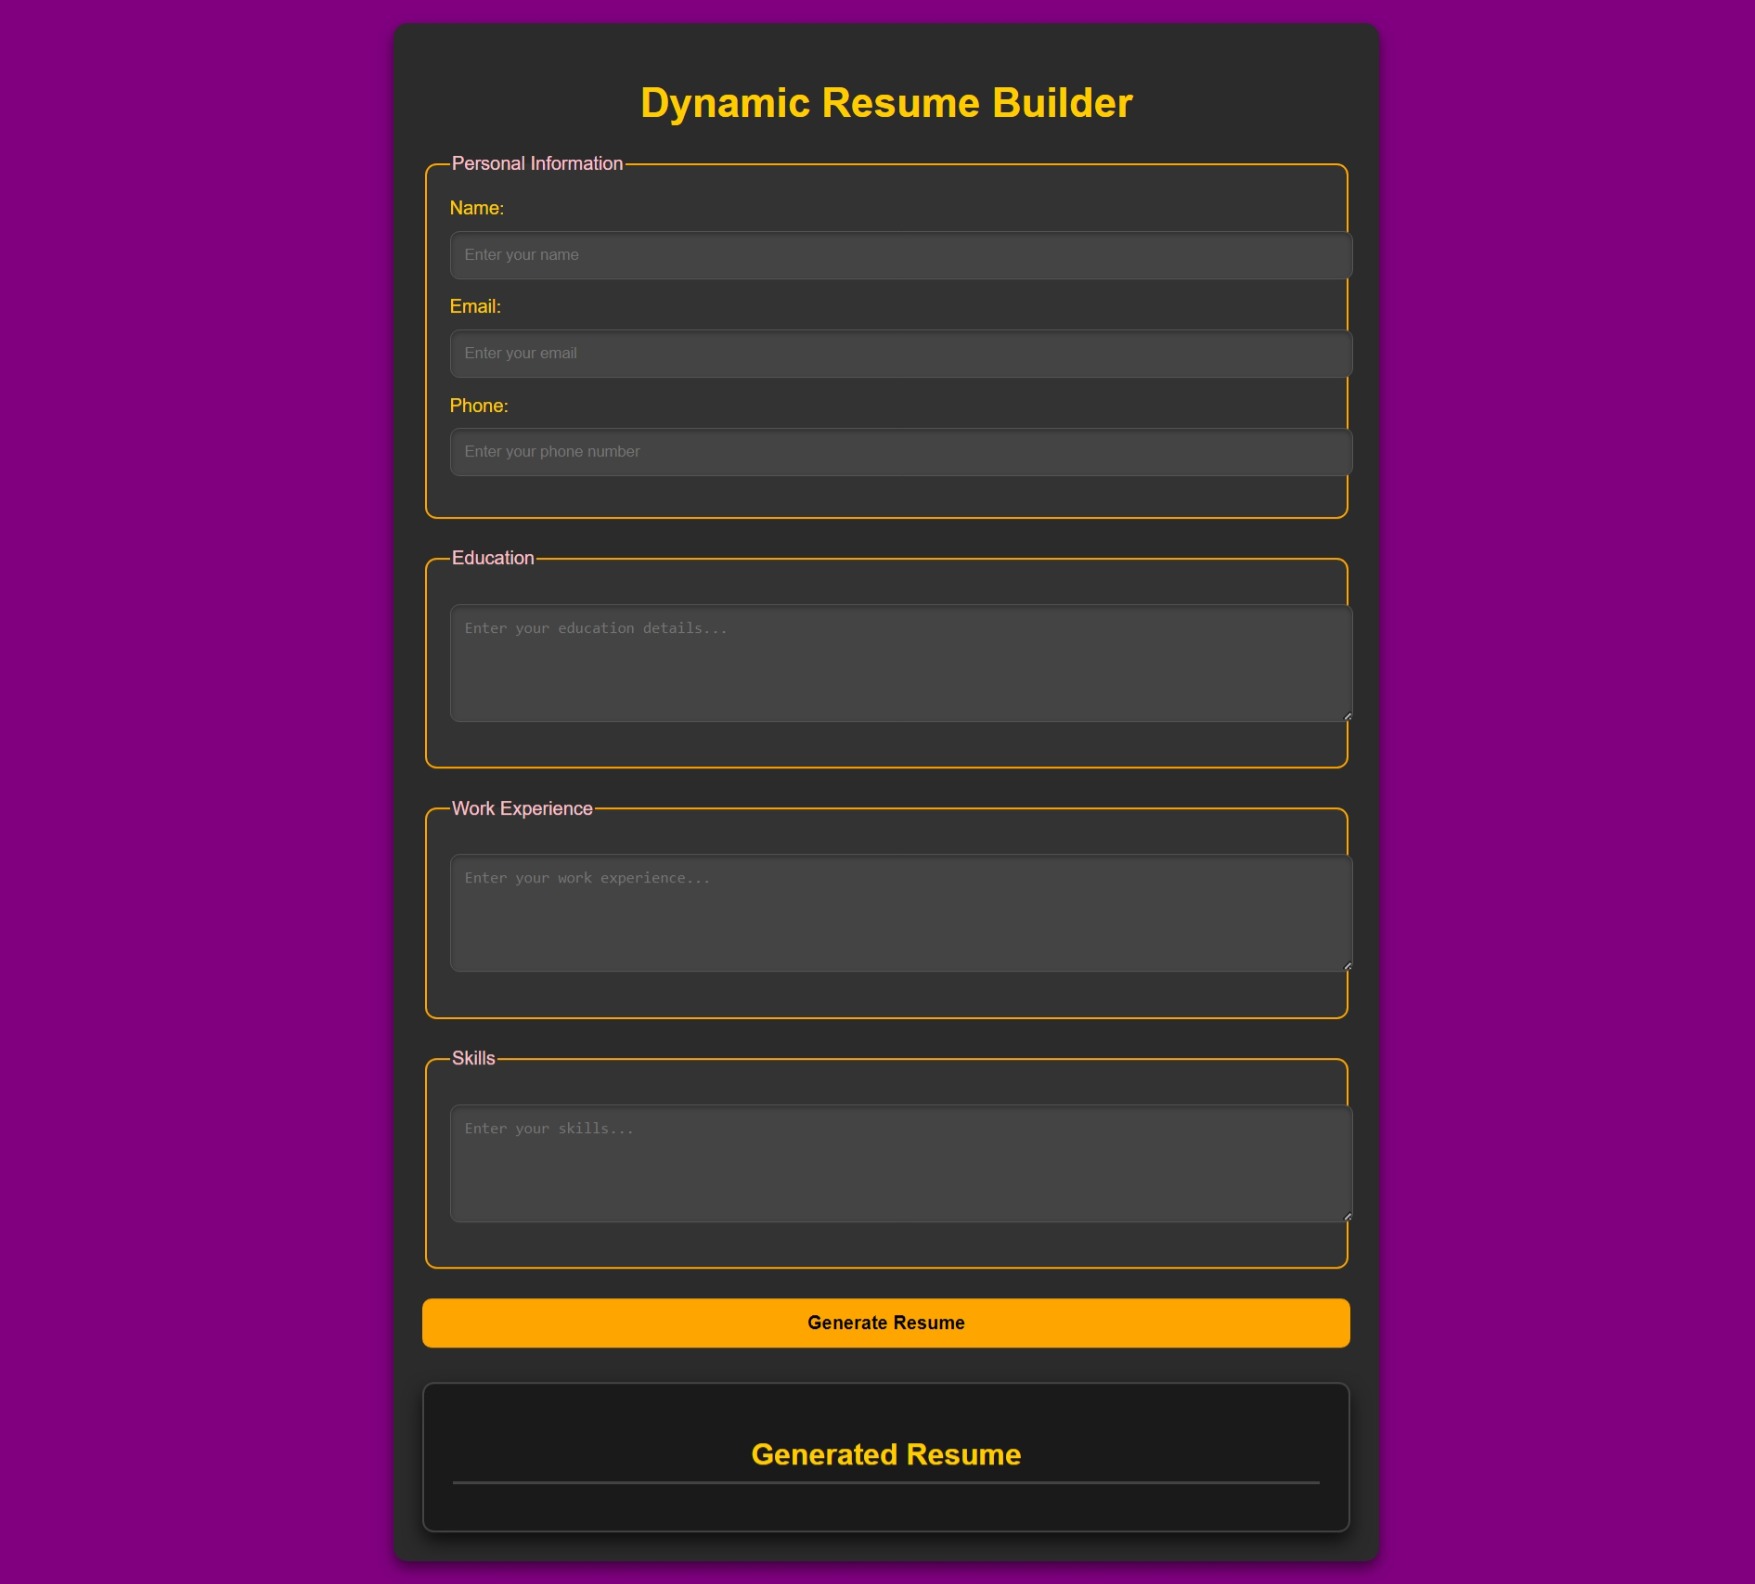 Dynamic Resume Builder
Personal Information
Name:
Enter your name
Email:
Enter your email
Phone:
Enter your phone number
Education
Enter your education details...
Work Experience
Enter your work experience...
Skills
Enter your skills...
Generate Resume
Generated Resume